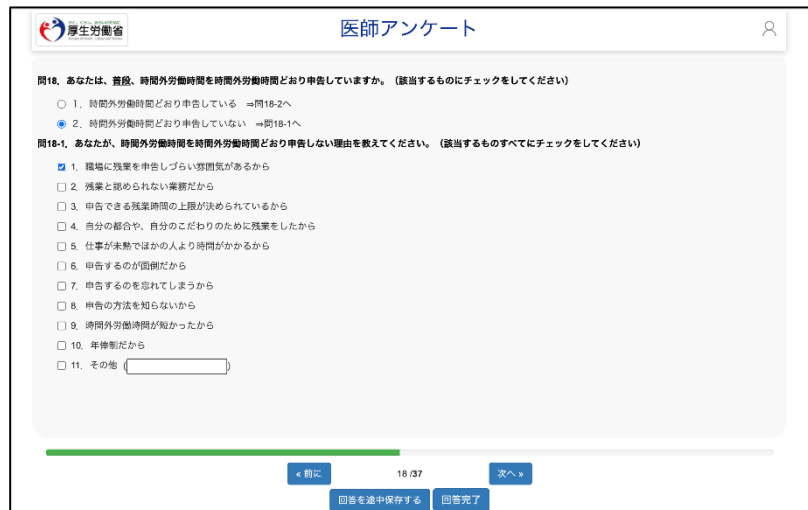 厚生労働省
医師アンケート
問18．あなたは、普段、時間外労働時間を時間外労働時間どおり申告していますか。（該当するものにチェックをしてください）
1．時間外労働時間どおり申告している ⇒問18-2へ
2．時間外労働時間どおり申告していない ⇒問18-1へ
問18-1．あなたが、時間外労働時間を時間外労働時間どおり申告しない理由を教えてください。（該当するものすべてにチェックをしてください）
1．職場に残業を申告しづらい雰囲気があるから
2．残業と認められない業務だから
3．申告できる残業時間の上限が決められているから
4．自分の都合や、自分のこだわりのために残業をしたから
5．仕事が未熟でほかの人より時間がかかるから
6．申告するのが面倒だから
7．申告するのを忘れてしまうから
8．申告の方法を知らないから
9．時間外労働時間が短かったから
10．年俸制だから
11．その他 ( )
« 前に 18 /37 次へ »
回答を途中保存する 回答完了